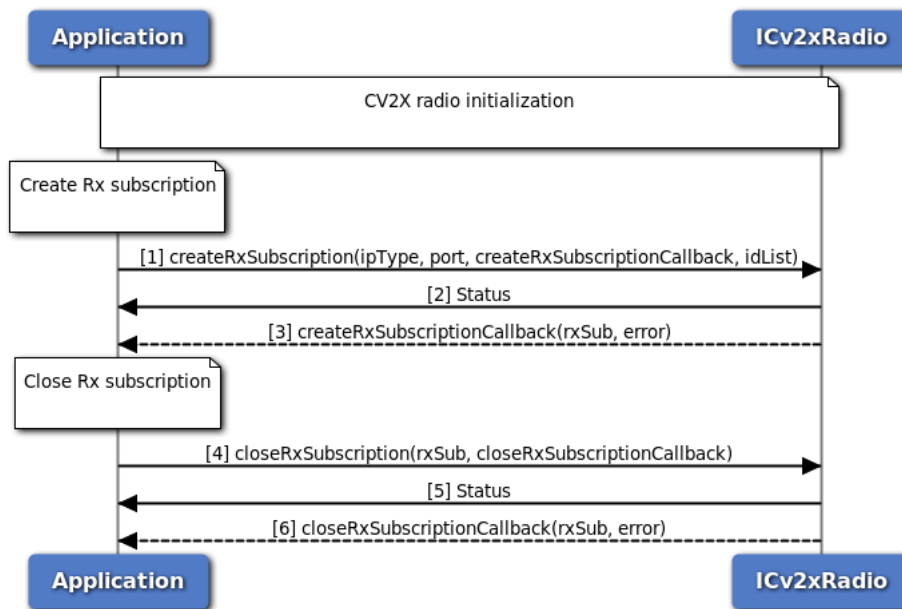 Application
ICv2xRadio
CV2X radio initialization
Create Rx subscription
[1] createRxSubscription(ipType, port, createRxSubscriptionCallback, idList)
[2] Status
[3] createRxSubscriptionCallback(rxSub, error)
Close Rx subscription
[4] closeRxSubscription(rxSub, closeRxSubscriptionCallback)
[5] Status
[6] closeRxSubscriptionCallback(rxSub, error)
Application
ICv2xRadio